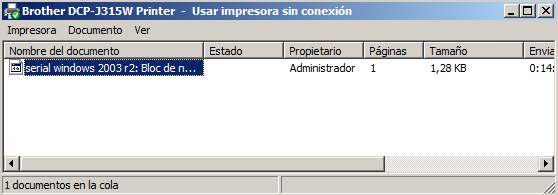 Brother DCP-J315W Printer - Usar impresora sin conexión
Impresora Documento Ver
Nombre del documento Estado Propietario Páginas Tamaño Envia
serial windows 2003 r2: Bloc de n... Administrador 1 1,28 KB 0:14:
1 documentos en la cola